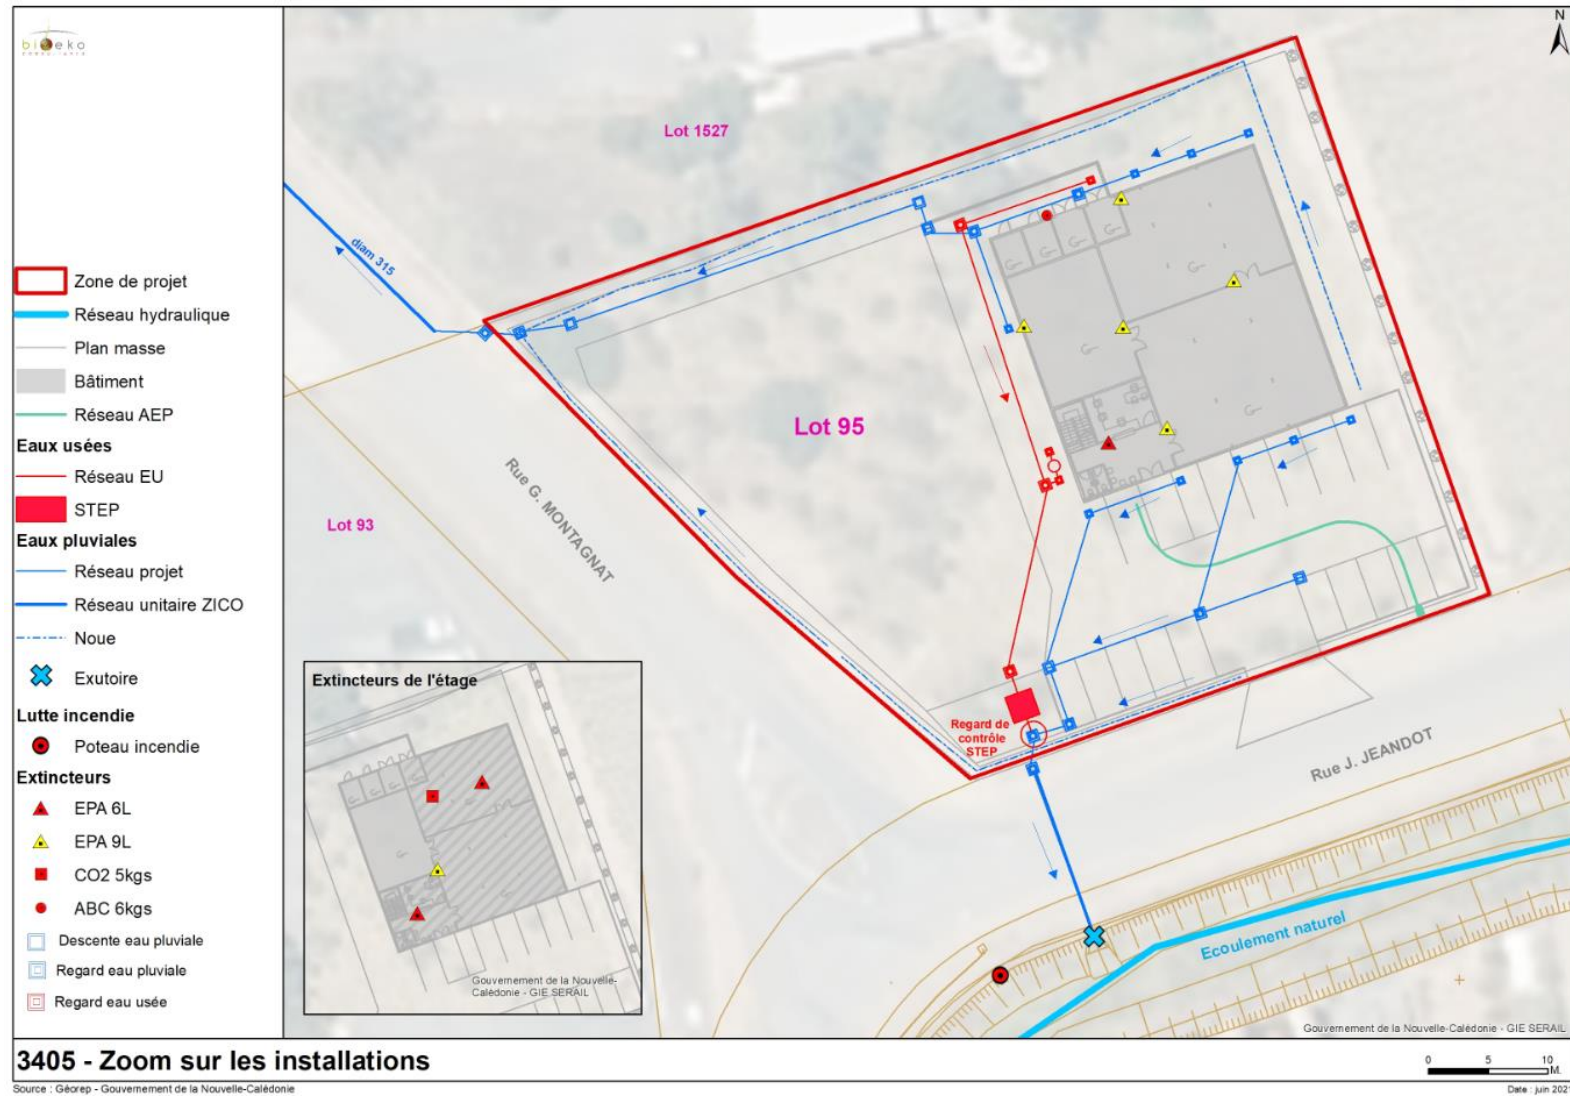 bioeko
CONSULTANTS
N
Lot 1527
diam 315
Zone de projet
Réseau hydraulique
Plan masse
Bâtiment
Réseau AEP
Eaux usées
Réseau EU
STEP
Eaux pluviales
Réseau projet
Réseau unitaire ZICO
Noue
Exutoire
Lutte incendie
Poteau incendie
Extincteurs
EPA 6L
EPA 9L
CO2 5kgs
ABC 6kgs
Descente eau pluviale
Regard eau pluviale
Regard eau usée
Lot 95
Rue G. MONTAGNAT
Lot 93
Extincteurs de l'étage
Gouvernement de la Nouvelle-
Calédonie - GIE SERAIL
Regard de
contrôle
STEP
Rue J. JEANDOT
Ecoulement naturel
Gouvernement de la Nouvelle-Calédonie - GIE SERAIL
3405 - Zoom sur les installations
0 5 10
M.
Source : Géorep - Gouvernement de la Nouvelle-Calédonie
Date : juin 2021